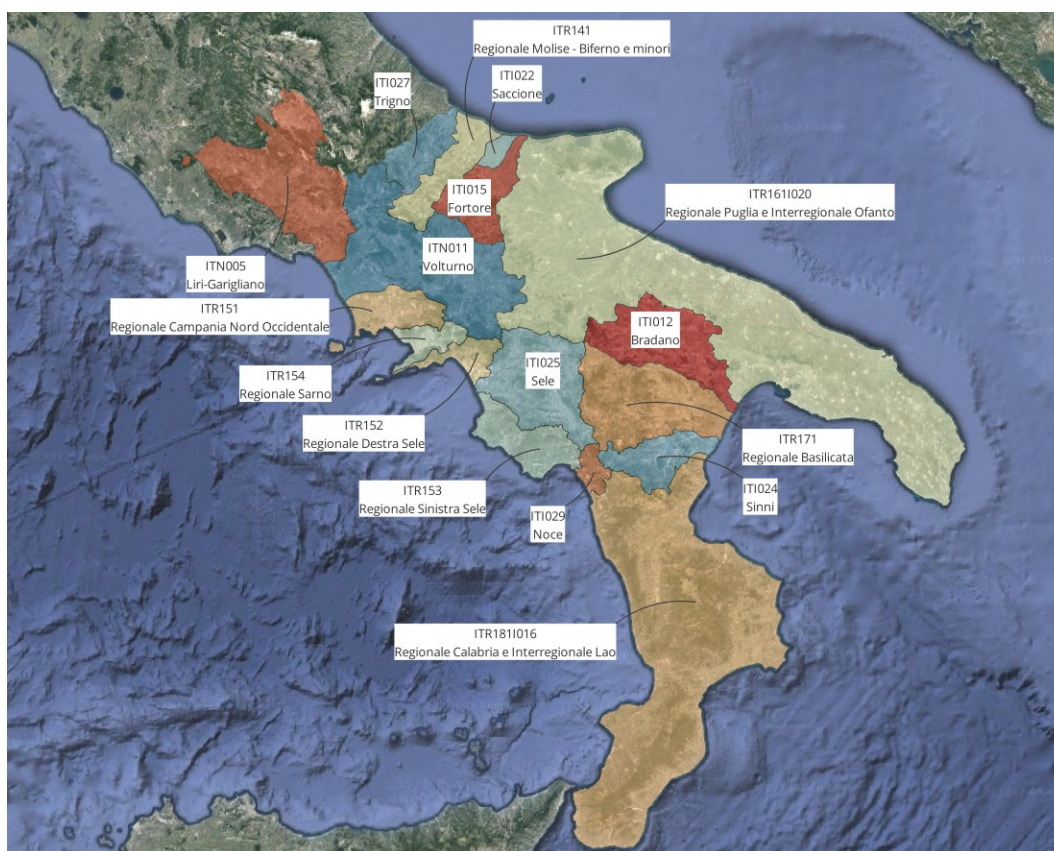 ITR141
Regionale Molise - Biferno e minori
ITI022
Saccione
ITI027
Trigno
ITI015
Fortore
ITR161I020
Regionale Puglia e Interregionale Ofanto
ITN011
Volturno
ITN005
Liri-Garigliano
ITR151
Regionale Campania Nord Occidentale
ITI012
Bradano
ITI025
Sele
ITR154
Regionale Sarno
ITR152
Regionale Destra Sele
ITR171
Regionale Basilicata
ITR153
Regionale Sinistra Sele
ITI024
Sinni
ITI029
Noce
ITR181I016
Regionale Calabria e Interregionale Lao